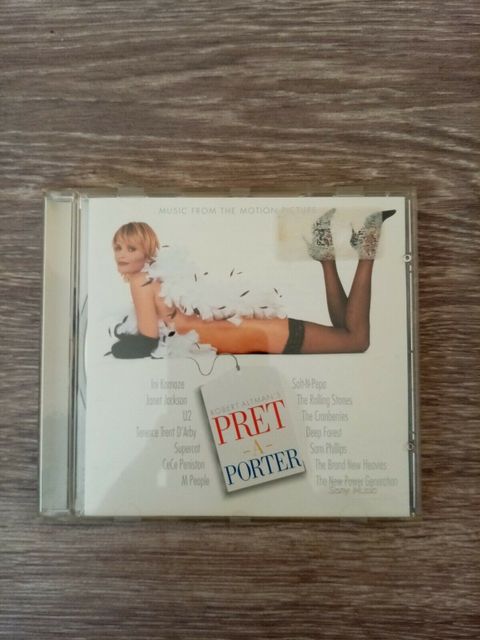 MUSIC FROM THE MOTION PICTURE
Ini Kamoze
Janet Jackson
U2
Terence Trent D'Arby
Supercat
CeCe Peniston
M People
ROBERT ALTMAN'S
PRET
-A-
PORTER
Salt-N-Pepa
The Rolling Stones
The Cranberries
Deep Forest
Sam Phillips
The Brand New Heavies
The New Power Generation
Sony Music